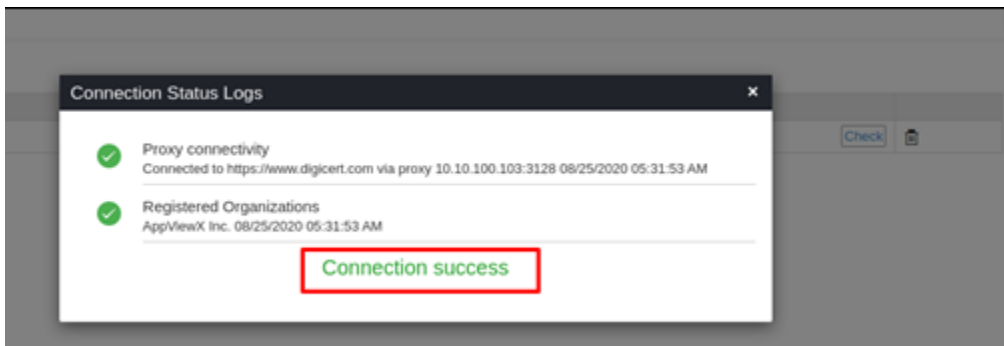 Connection Status Logs ×
Check
Proxy connectivity
Connected to https://www.digicert.com via proxy 10.10.100.103:3128 08/25/2020 05:31:53 AM
Registered Organizations
AppViewX Inc. 08/25/2020 05:31:53 AM
Connection success